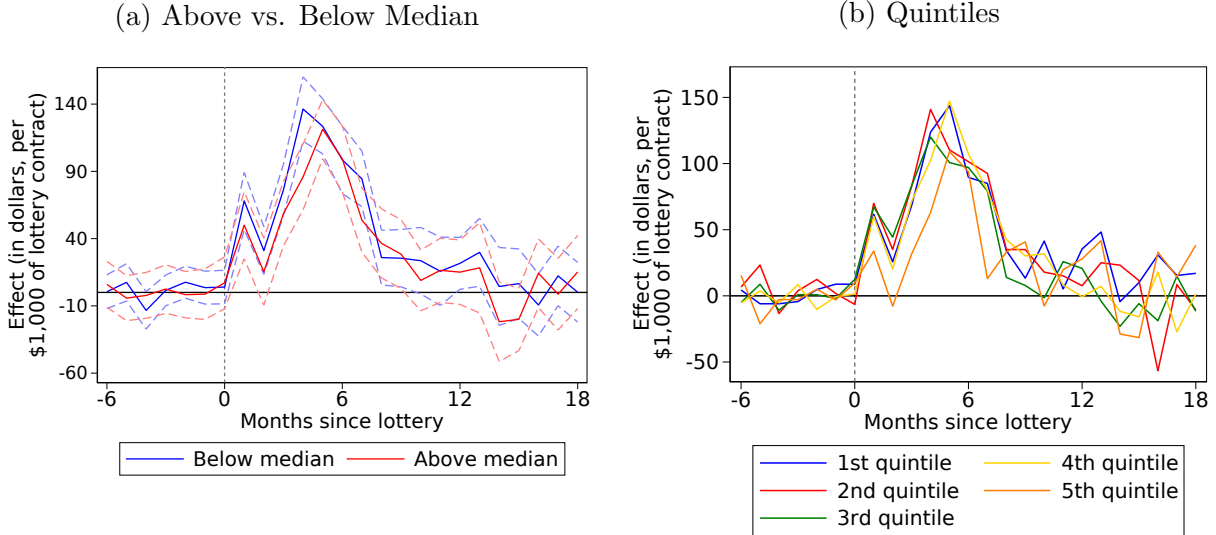 (a) Above vs. Below Median
Effect (in dollars, per
$1,000 of lottery contract)
140
90
40
-10
-60
-6
0
6
12
18
Months since lottery
Below median
Above median
(b) Quintiles
Effect (in dollars, per
$1,000 of lottery contract)
150
100
50
0
-50
-6
0
6
12
18
Months since lottery
1st quintile
4th quintile
2nd quintile
5th quintile
3rd quintile